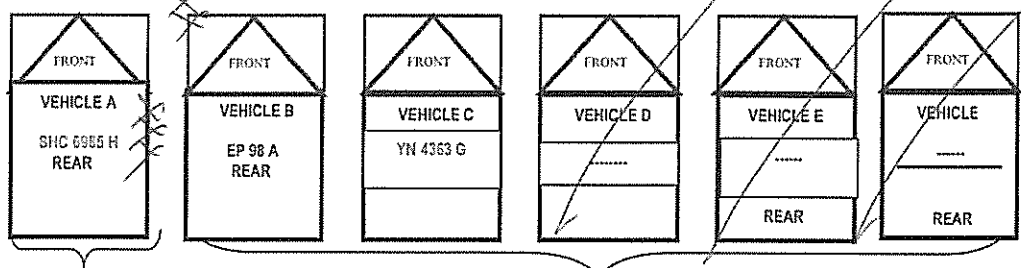 FRONT FRONT FRONT FRONT FRONT FRONT
VEHICLE A VEHICLE B VEHICLE C VEHICLE D VEHICLE E VEHICLE
SHC 6985 H EP 98 A YN 4363 G -------- ------ ------
REAR REAR
REAR REAR